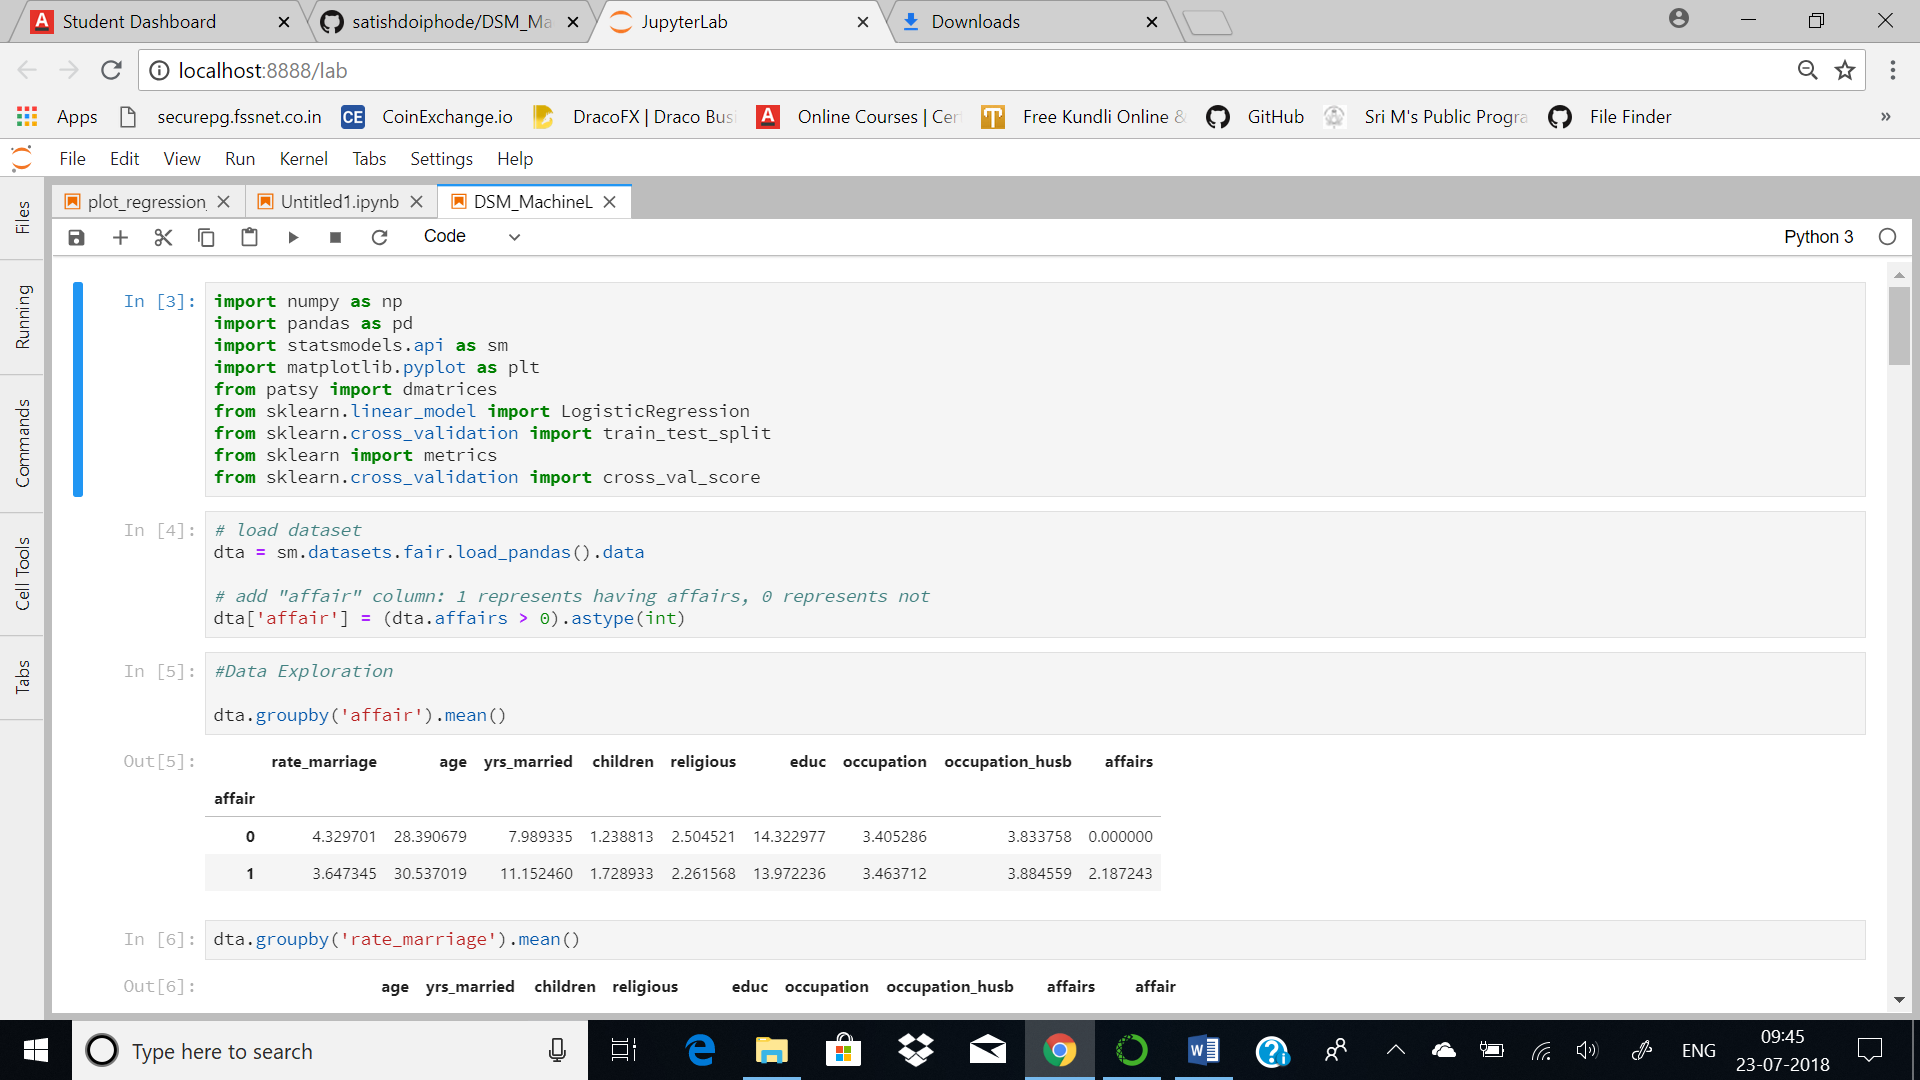 Student Dashboard
satishdoiphode/DSM_Ma
JupyterLab
Downloads
localhost:8888/lab
Apps securepg.fssnet.co.in CE CoinExchange.io DracoFX | Draco Busi Online Courses | Cer Free Kundli Online & GitHub Sri M's Public Progra File Finder »
File Edit View Run Kernel Tabs Settings Help
Files
Running
Commands
Cell Tools
Tabs
plot_regression_ Untitled1.ipynb DSM_MachineL
Code Python 3
In [3]: import numpy as np
import pandas as pd
import statsmodels.api as sm
import matplotlib.pyplot as plt
from patsy import dmatrices
from sklearn.linear_model import LogisticRegression
from sklearn.cross_validation import train_test_split
from sklearn import metrics
from sklearn.cross_validation import cross_val_score
In [4]: # load dataset
dta = sm.datasets.fair.load_pandas().data
# add "affair" column: 1 represents having affairs, 0 represents not
dta['affair'] = (dta.affairs > 0).astype(int)
In [5]: #Data Exploration
dta.groupby('affair').mean()
Out[5]: rate_marriage age yrs_married children religious educ occupation occupation_husb affairs
affair
0 4.329701 28.390679 7.989335 1.238813 2.504521 14.322977 3.405286 3.833758 0.000000
1 3.647345 30.537019 11.152460 1.728933 2.261568 13.972236 3.463712 3.884559 2.187243
In [6]: dta.groupby('rate_marriage').mean()
Out[6]: age yrs_married children religious educ occupation occupation_husb affairs affair
Type here to search
ENG
09:45
23-07-2018